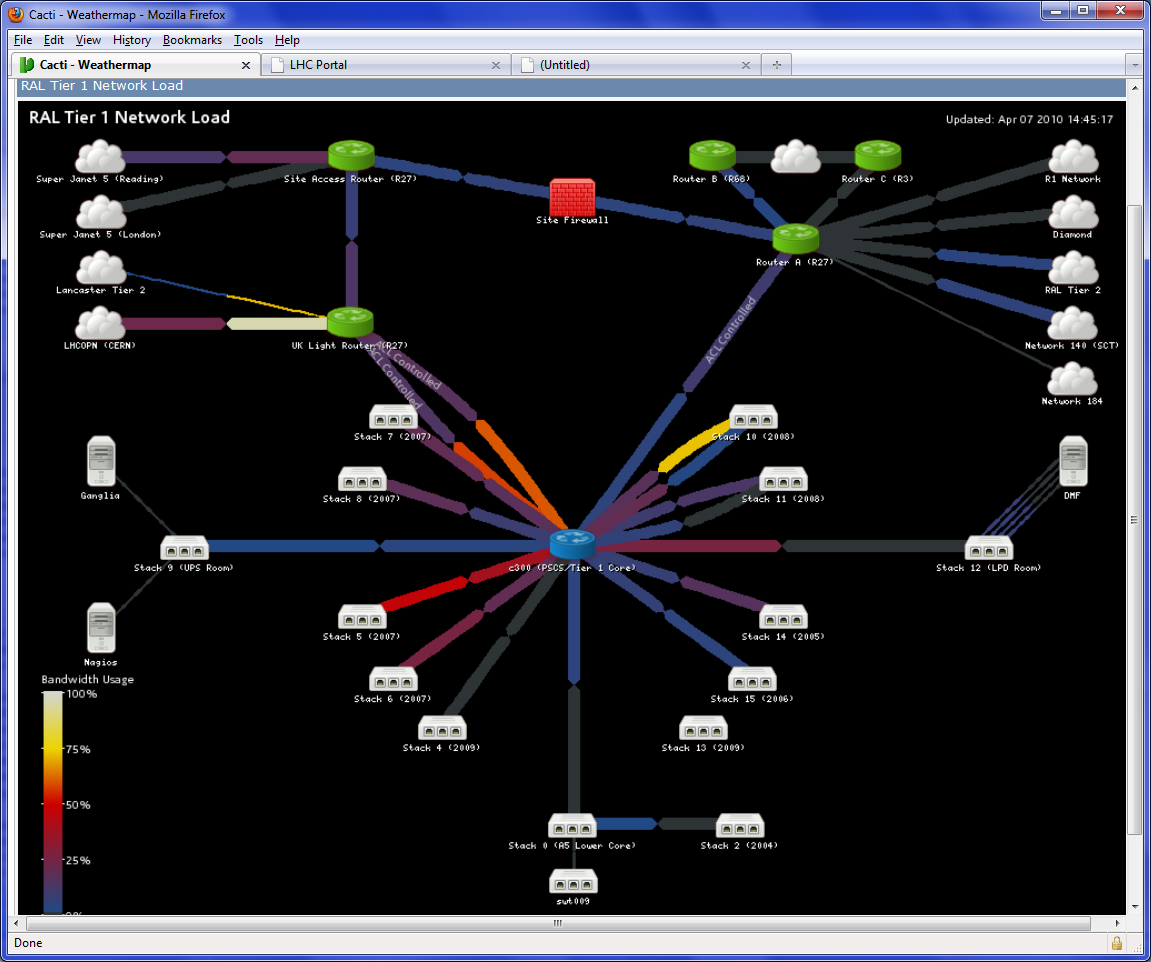 Cacti - Weathermap - Mozilla Firefox
File Edit View History Bookmarks Tools Help
Cacti - Weathermap
LHC Portal
(Untitled)
RAL Tier 1 Network Load
RAL Tier 1 Network Load
Updated: Apr 07 2010 14:45:17
Super Janet 5 (Reading)
Site Access Router (R27)
Router B (R68)
Router C (R3)
R1 Network
Super Janet 5 (London)
Site Firewall
Diamond
Lancaster Tier 2
Router A (R27)
RAL Tier 2
LHCOPN (CERN)
UK Light Router (R27)
Network 140 (SCT)
ACL Controlled
ACL Controlled
ACL Controlled
Network 184
Stack 7 (2007)
Stack 10 (2008)
Ganglia
Stack 8 (2007)
Stack 11 (2008)
DMF
Stack 9 (UPS Room)
c300 (PSCS/Tier 1 Core)
Stack 12 (LPD Room)
Stack 5 (2007)
Stack 14 (2005)
Nagios
Stack 6 (2007)
Stack 15 (2006)
Stack 4 (2009)
Stack 13 (2009)
Bandwidth Usage
100%
75%
50%
25%
0%
Stack 0 (A5 Lower Core)
Stack 2 (2004)
swt009
Done